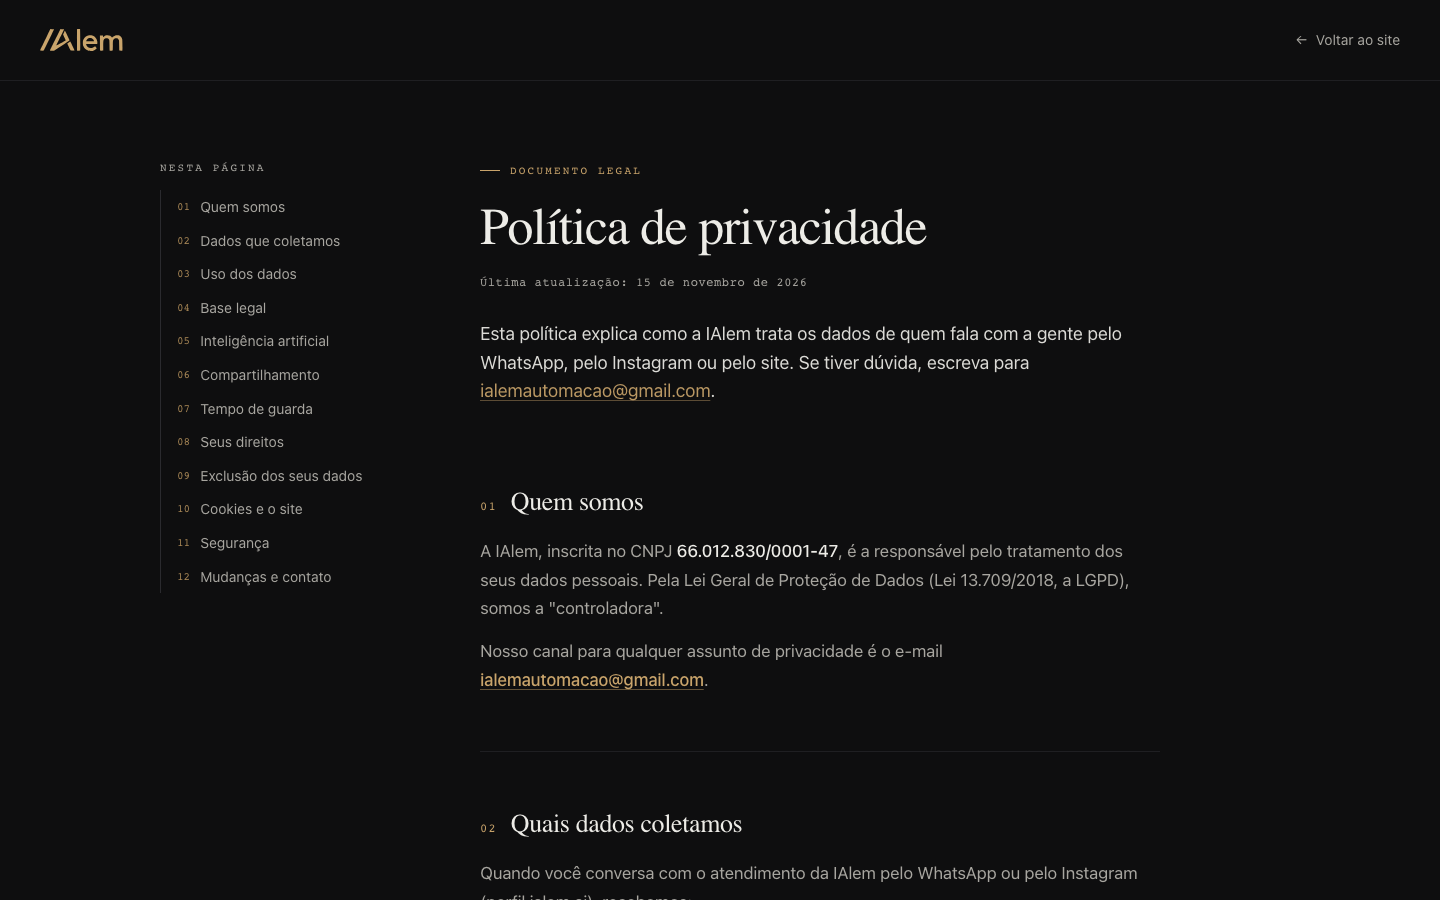 IAlem
← Voltar ao site
NESTA PÁGINA
01 Quem somos
02 Dados que coletamos
03 Uso dos dados
04 Base legal
05 Inteligência artificial
06 Compartilhamento
07 Tempo de guarda
08 Seus direitos
09 Exclusão dos seus dados
10 Cookies e o site
11 Segurança
12 Mudanças e contato
DOCUMENTO LEGAL
Política de privacidade
Última atualização: 15 de novembro de 2026
Esta política explica como a IAlem trata os dados de quem fala com a gente pelo
WhatsApp, pelo Instagram ou pelo site. Se tiver dúvida, escreva para
ialemautomacao@gmail.com.
01 Quem somos
A IAlem, inscrita no CNPJ 66.012.830/0001-47, é a responsável pelo tratamento dos
seus dados pessoais. Pela Lei Geral de Proteção de Dados (Lei 13.709/2018, a LGPD),
somos a "controladora".
Nosso canal para qualquer assunto de privacidade é o e-mail
ialemautomacao@gmail.com.
02 Quais dados coletamos
Quando você conversa com o atendimento da IAlem pelo WhatsApp ou pelo Instagram